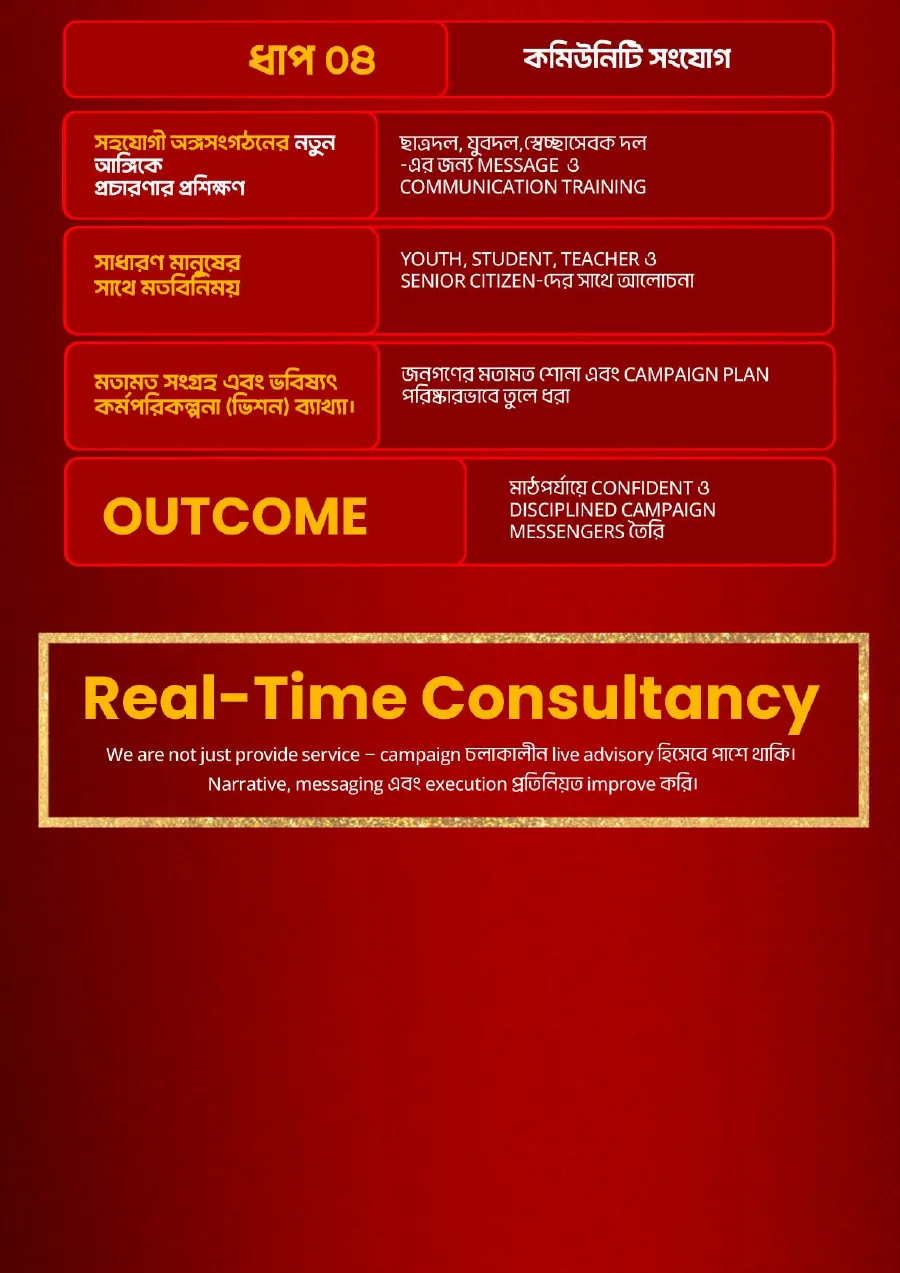 ধাপ ০৪
কমিউনিটি সংযোগ
সহযোগী অঙ্গসংগঠনের নতুন
আঙ্গিকে
প্রচারণার প্রশিক্ষণ
ছাত্রদল, যুবদল,স্বেচ্ছাসেবক দল
-এর জন্য MESSAGE ও
COMMUNICATION TRAINING
সাধারণ মানুষের
সাথে মতবিনিময়
YOUTH, STUDENT, TEACHER ও
SENIOR CITIZEN-দের সাথে আলোচনা
মতামত সংগ্রহ এবং ভবিষ্যৎ
কর্মপরিকল্পনা (ভিশন) ব্যাখ্যা।
জনগণের মতামত শোনা এবং CAMPAIGN PLAN
পরিষ্কারভাবে তুলে ধরা
OUTCOME
মাঠপর্যায়ে CONFIDENT ও
DISCIPLINED CAMPAIGN
MESSENGERS তৈরি
Real-Time Consultancy
We are not just provide service – campaign চলাকালীন live advisory হিসেবে পাশে থাকি।
Narrative, messaging এবং execution প্রতিনিয়ত improve করি।